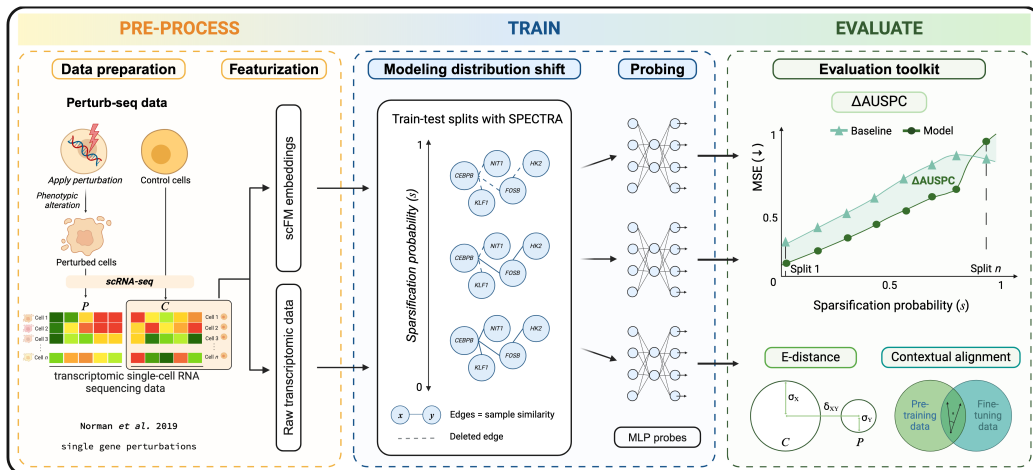 PRE-PROCESS
TRAIN
EVALUATE
Data preparation
Featurization
Modeling distribution shift
Probing
Evaluation toolkit
Perturb-seq data
Apply perturbation
Control cells
Phenotypic
alteration
Perturbed cells
scRNA-seq
P
C
Cell 1
Cell 2
Cell 3
Cell n
Cell 1
Cell 2
Cell 3
Cell n
transcriptomic single-cell RNA
sequencing data
Norman et al. 2019
single gene perturbations
scFM embeddings
Raw transcriptomic data
Train-test splits with SPECTRA
1
Sparsification probability (s)
0
NIT1
HK2
CEBPB
FOSB
KLF1
NIT1
HK2
CEBPB
FOSB
KLF1
NIT1
HK2
CEBPB
FOSB
KLF1
x
y
Edges = sample similarity
Deleted edge
MLP probes
ΔAUSPC
Baseline
Model
1
MSE (↓)
0.5
0
ΔAUSPC
Split 1
Split n
0.5
1
Sparsification probability (s)
E-distance
Contextual alignment
σX
δXY
σY
C
P
Pre-
training
data
Fine-
tuning
data